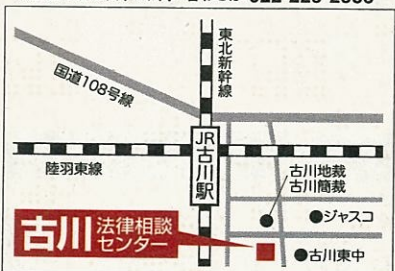 東北新幹線
国道108号線
JR古川駅
陸羽東線
古川地裁
古川簡裁
●ジャスコ
古川 法律相談
センター
●古川東中